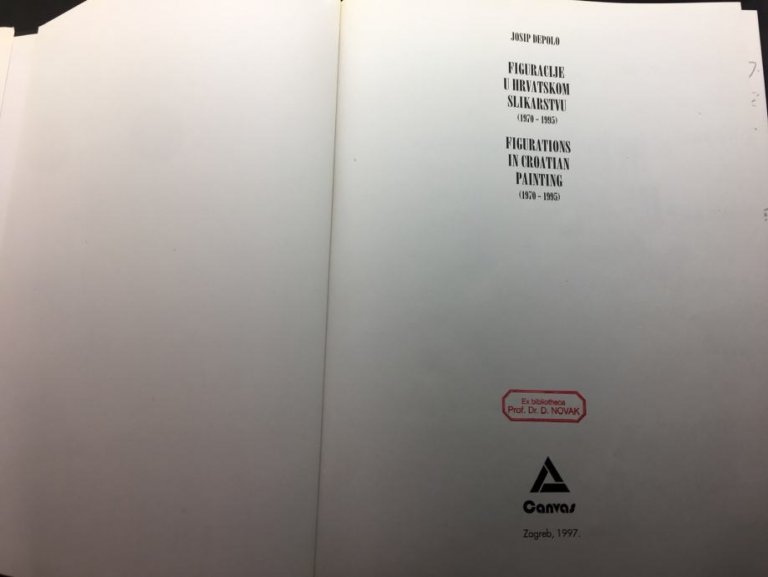 JOSIP DEPOLO
FIGURACIJE
U HRVATSKOM
SLIKARSTVU
(1970 - 1995)
FIGURATIONS
IN CROATIAN
PAINTING
(1970 - 1995)
Ex bibliotheca
Prof. Dr. D. NOVAK
Canvas
Zagreb, 1997.